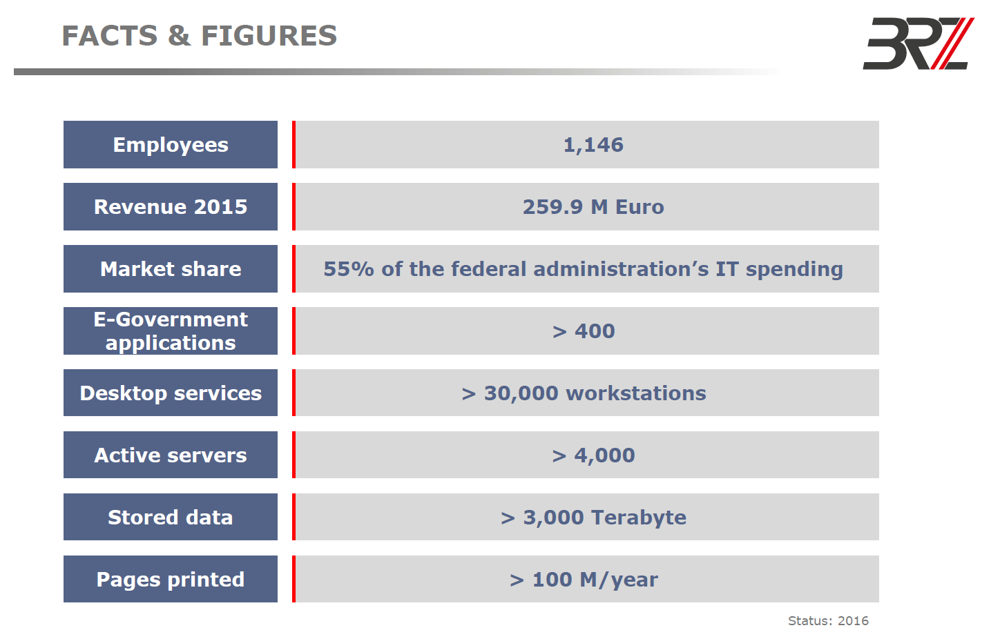 FACTS & FIGURES
BRZ
Employees
1,146
Revenue 2015
259.9 M Euro
Market share
55% of the federal administration’s IT spending
E-Government
applications
> 400
Desktop services
> 30,000 workstations
Active servers
> 4,000
Stored data
> 3,000 Terabyte
Pages printed
> 100 M/year
Status: 2016